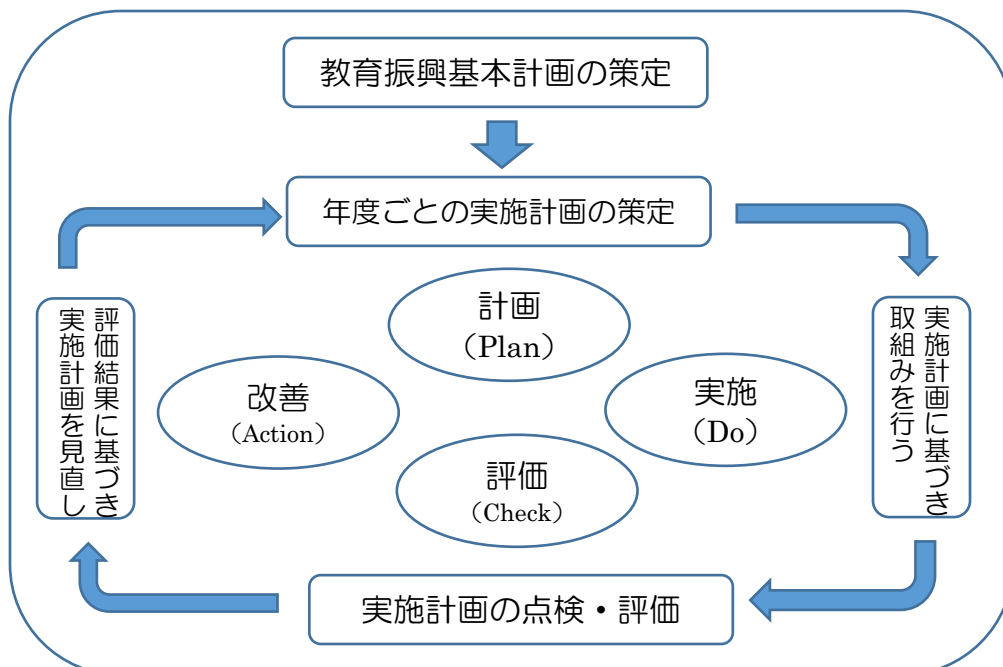 教育振興基本計画の策定
年度ごとの実施計画の策定
計画
（Plan）
実施
（Do）
評価
（Check）
改善
（Action）
実施計画に基づき
取組みを行う
実施計画の点検・評価
評価結果に基づき
実施計画を見直し